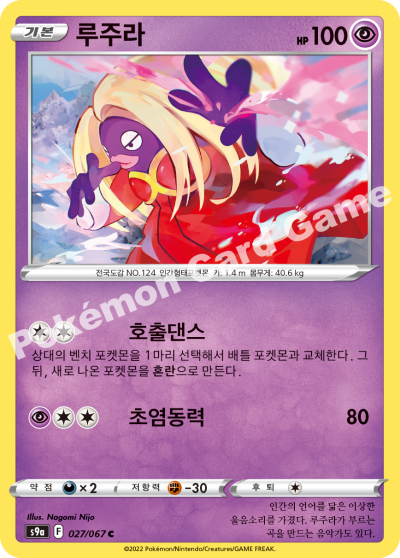 기본 루주라 HP 100
전국도감 NO.124 인간형태포켓몬 키: 1.4 m 몸무게: 40.6 kg
Pokémon Card Game
호출댄스
상대의 벤치 포켓몬을 1마리 선택해서 배틀 포켓몬과 교체한다. 그
뒤, 새로 나온 포켓몬을 혼란으로 만든다.
초염동력 80
약점 ×2 저항력 -30 후퇴
인간의 언어를 닮은 이상한
울음소리를 가졌다. 루주라가 부르는
곡을 만드는 음악가도 있다.
Illus. Nagomi Nijo
s9a F 027/067 C
©2022 Pokémon/Nintendo/Creatures/GAME FREAK.